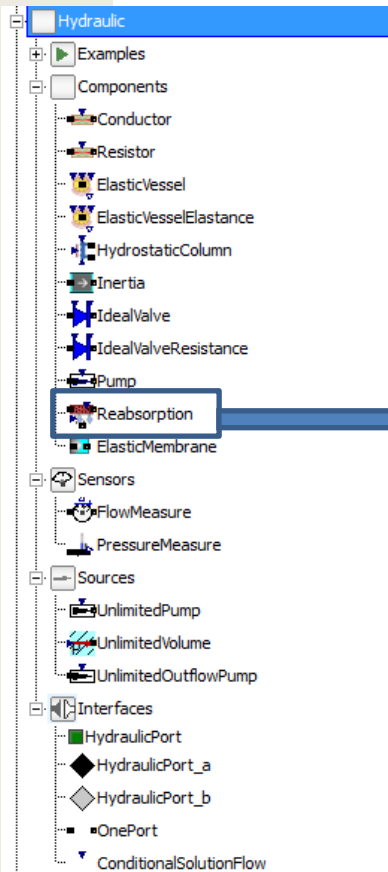 Hydraulic
Examples
Components
Conductor
Resistor
ElasticVessel
ElasticVesselElastance
HydrostaticColumn
Inertia
IdealValve
IdealValveResistance
Pump
Reabsorption
ElasticMembrane
Sensors
FlowMeasure
PressureMeasure
Sources
UnlimitedPump
UnlimitedVolume
UnlimitedOutflowPump
Interfaces
HydraulicPort
HydraulicPort_a
HydraulicPort_b
OnePort
ConditionalSolutionFlow